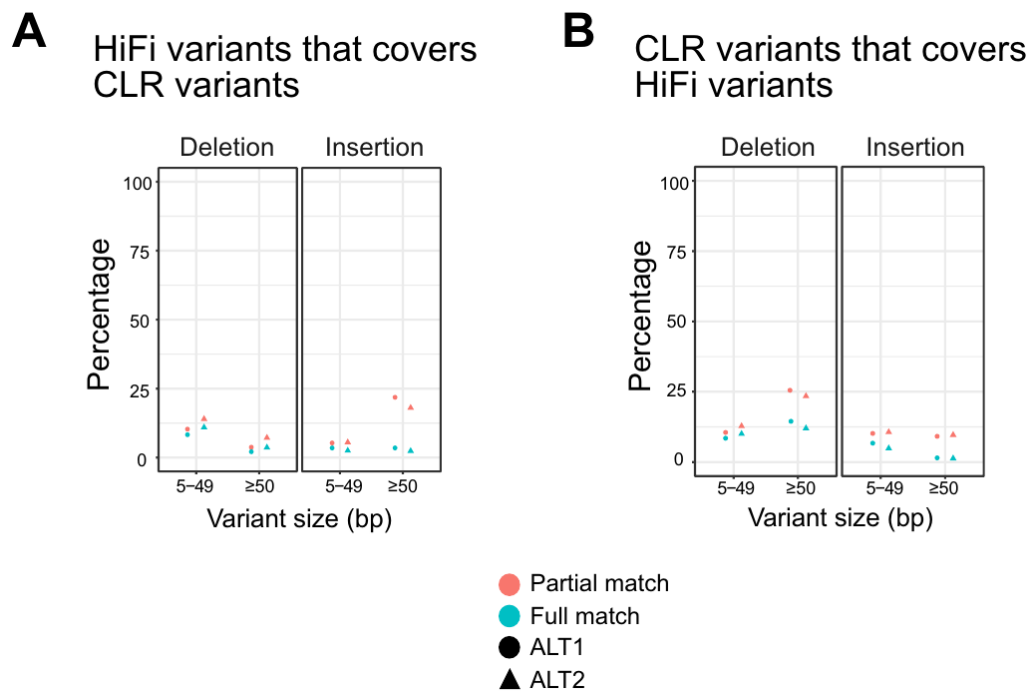 A
HiFi variants that covers
CLR variants
Deletion
Insertion
100
75
50
25
0
Percentage
5–49
≥50
5–49
≥50
Variant size (bp)
B
CLR variants that covers
HiFi variants
Deletion
Insertion
100
75
50
25
0
Percentage
5–49
≥50
5–49
≥50
Variant size (bp)
Partial match
Full match
ALT1
ALT2